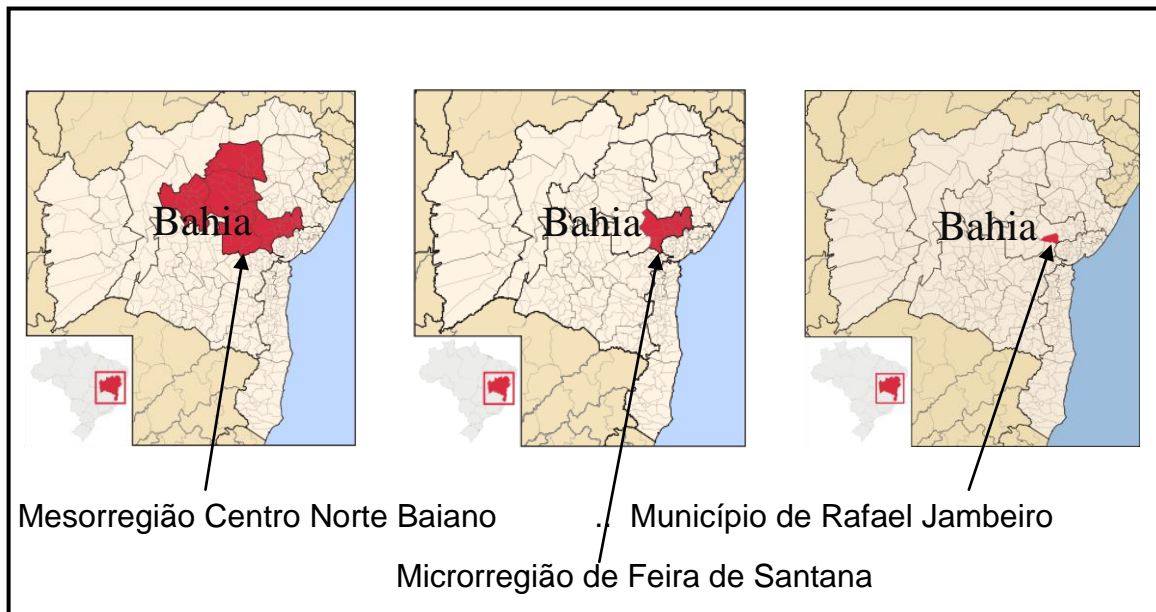 Bahia
Bahia
Bahia
Mesorregião Centro Norte Baiano
.. Município de Rafael Jambeiro
Microrregião de Feira de Santana